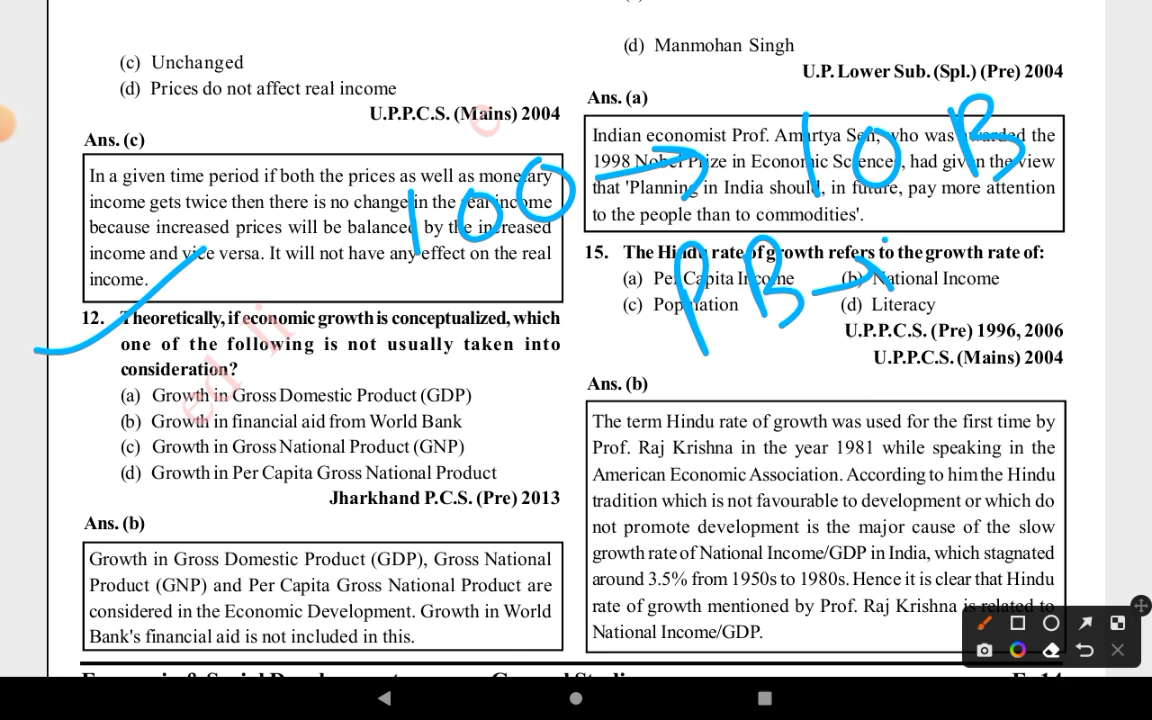 (c) Unchanged
(d) Prices do not affect real income
U.P.P.C.S. (Mains) 2004
Ans. (c)
In a given time period if both the prices as well as monetary
income gets twice then there is no change in the real income
because increased prices will be balanced by the increased
income and vice versa. It will not have any effect on the real
income.
12. Theoretically, if economic growth is conceptualized, which
one of the following is not usually taken into
consideration?
(a) Growth in Gross Domestic Product (GDP)
(b) Growth in financial aid from World Bank
(c) Growth in Gross National Product (GNP)
(d) Growth in Per Capita Gross National Product
Jharkhand P.C.S. (Pre) 2013
Ans. (b)
Growth in Gross Domestic Product (GDP), Gross National
Product (GNP) and Per Capita Gross National Product are
considered in the Economic Development. Growth in World
Bank's financial aid is not included in this.
(d) Manmohan Singh
U.P. Lower Sub. (Spl.) (Pre) 2004
Ans. (a)
Indian economist Prof. Amartya Sen, who was awarded the
1998 Nobel Prize in Economic Sciences, had given the view
that 'Planning in India should, in future, pay more attention
to the people than to commodities'.
15. The Hindu rate of growth refers to the growth rate of:
(a) Per Capita Income (b) National Income
(c) Population (d) Literacy
U.P.P.C.S. (Pre) 1996, 2006
U.P.P.C.S. (Mains) 2004
Ans. (b)
The term Hindu rate of growth was used for the first time by
Prof. Raj Krishna in the year 1981 while speaking in the
American Economic Association. According to him the Hindu
tradition which is not favourable to development or which do
not promote development is the major cause of the slow
growth rate of National Income/GDP in India, which stagnated
around 3.5% from 1950s to 1980s. Hence it is clear that Hindu
rate of growth mentioned by Prof. Raj Krishna is related to
National Income/GDP.
100 → 10 B
P B